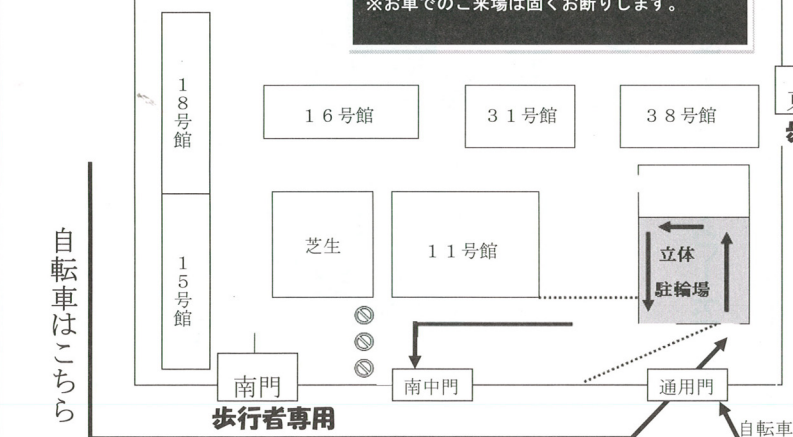 ※お車でのご来場は固くお断りします。
１８号館
１６号館
３１号館
３８号館
芝生
１１号館
立体
駐輪場
１５号館
自転車はこちら
南門
歩行者専用
南中門
通用門
自転車